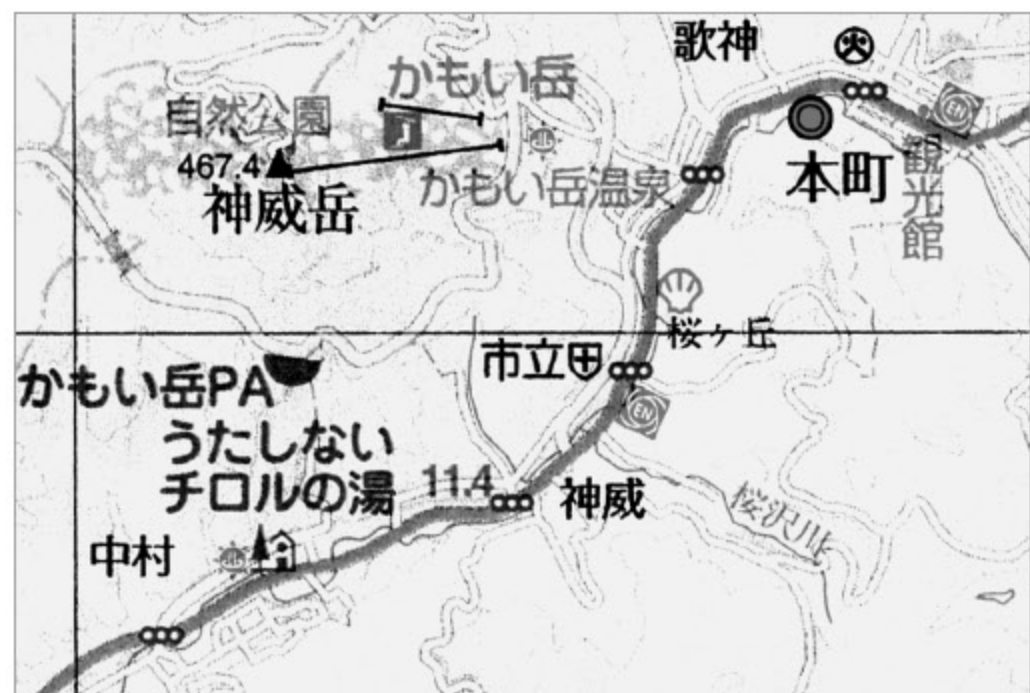 歌神
かもい岳
自然公園
EN
467.4
神威岳
かもい岳温泉
本町
観光館
桜ヶ丘
市立
かもい岳PA
EN
うたしない
チロルの湯
11.4
神威
桜沢川
中村